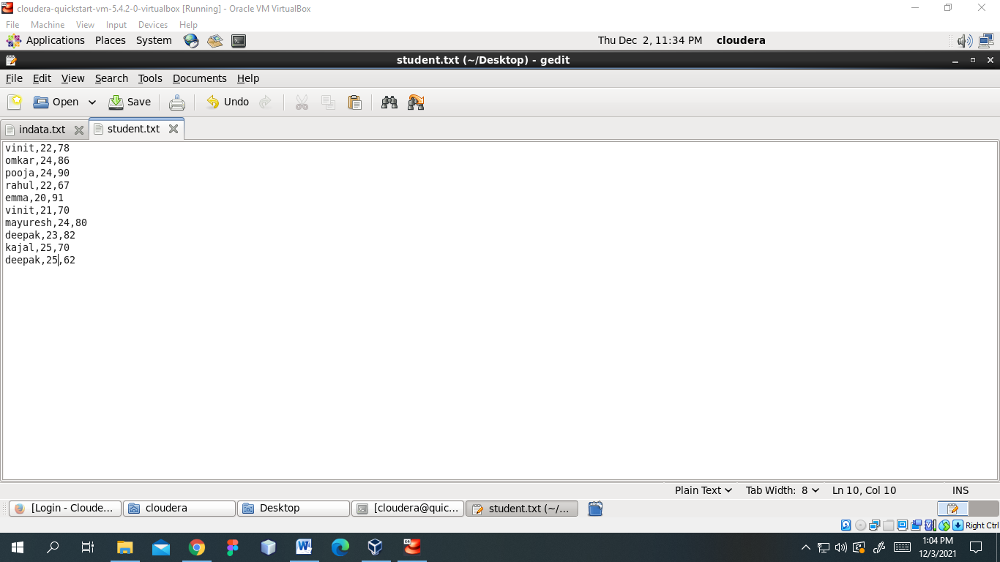 cloudera-quickstart-vm-5.4.2-0-virtualbox [Running] - Oracle VM VirtualBox
File Machine View Input Devices Help
Applications Places System Thu Dec 2, 11:34 PM cloudera
student.txt (~/Desktop) - gedit
File Edit View Search Tools Documents Help
Open Save Undo
indata.txt student.txt
vinit,22,78
omkar,24,86
pooja,24,90
rahul,22,67
emma,20,91
vinit,21,70
mayuresh,24,80
deepak,23,82
kajal,25,70
deepak,25,62
Plain Text Tab Width: 8 Ln 10, Col 10 INS
[Login - Cloude... cloudera Desktop [cloudera@quic... student.txt (~/...
Right Ctrl
1:04 PM
12/3/2021